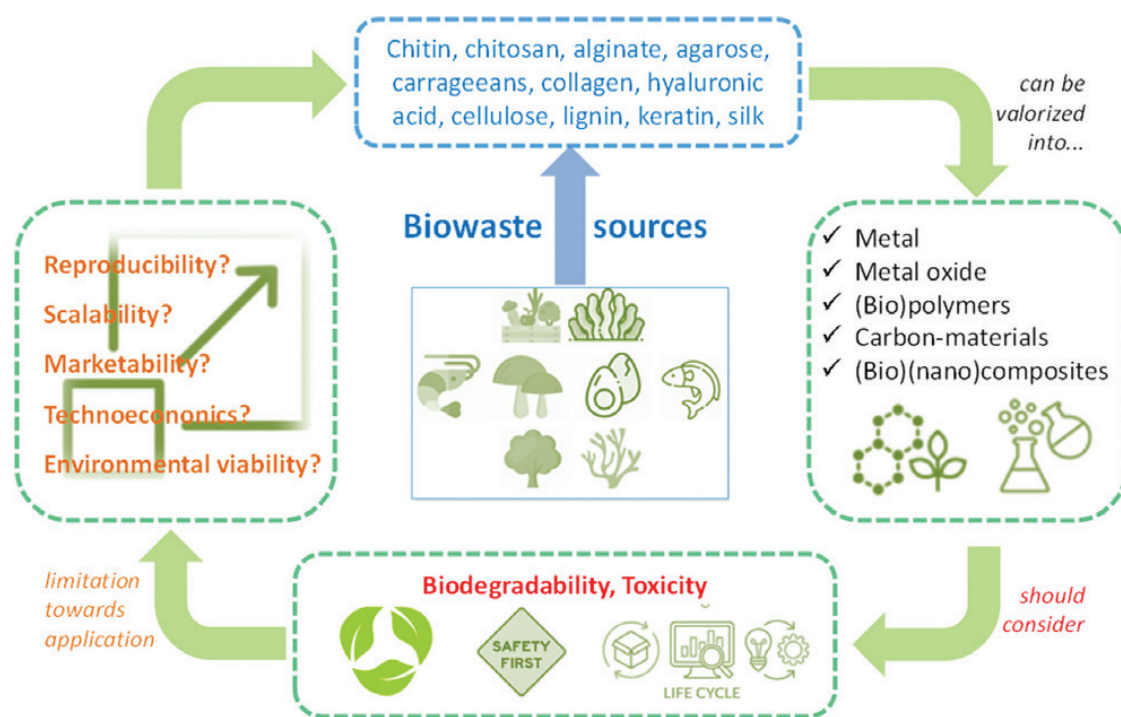 Chitin, chitosan, alginate, agarose,
carrageeans, collagen, hyaluronic
acid, cellulose, lignin, keratin, silk
can be
valorized
into...
Biowaste sources
Reproducibility?
Scalability?
Marketability?
Technoecononics?
Environmental viability?
✓ Metal
✓ Metal oxide
✓ (Bio)polymers
✓ Carbon-materials
✓ (Bio)(nano)composites
limitation
towards
application
Biodegradability, Toxicity
SAFETY
FIRST
LIFE CYCLE
should
consider